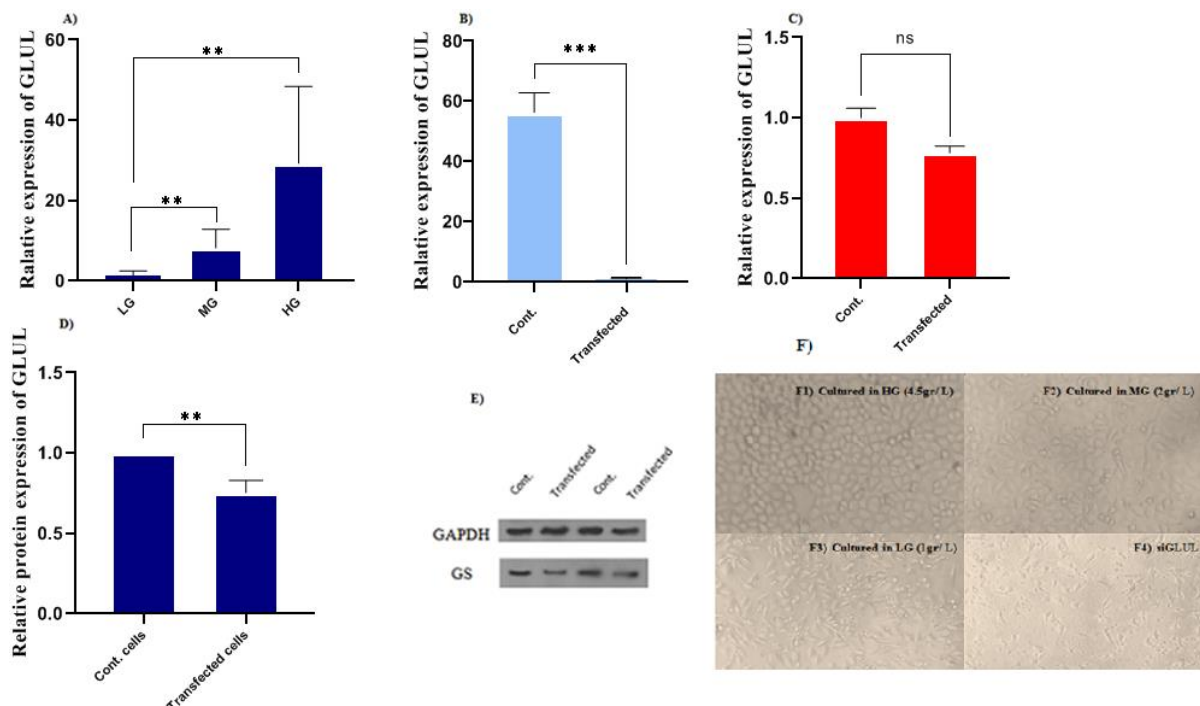 A)
Ralative expression of GLUL
60
40
20
0
**
**
LG
MG
HG
B)
Ralative expression of GLUL
80
60
40
20
0
***
Cont.
Transfected
C)
Ralative expression of GLUL
1.5
1.0
0.5
0.0
ns
Cont.
Transfected
D)
Relative protein expression of GLUL
1.5
1.0
0.5
0.0
**
Cont. cells
Transfected cells
E)
Cont.
Transfected
Cont.
Transfected
GAPDH
GS
F)
F1) Cultured in HG (4.5gr/ L)
F2) Cultured in MG (2gr/ L)
F3) Cultured in LG (1gr/ L)
F4) siGLUL